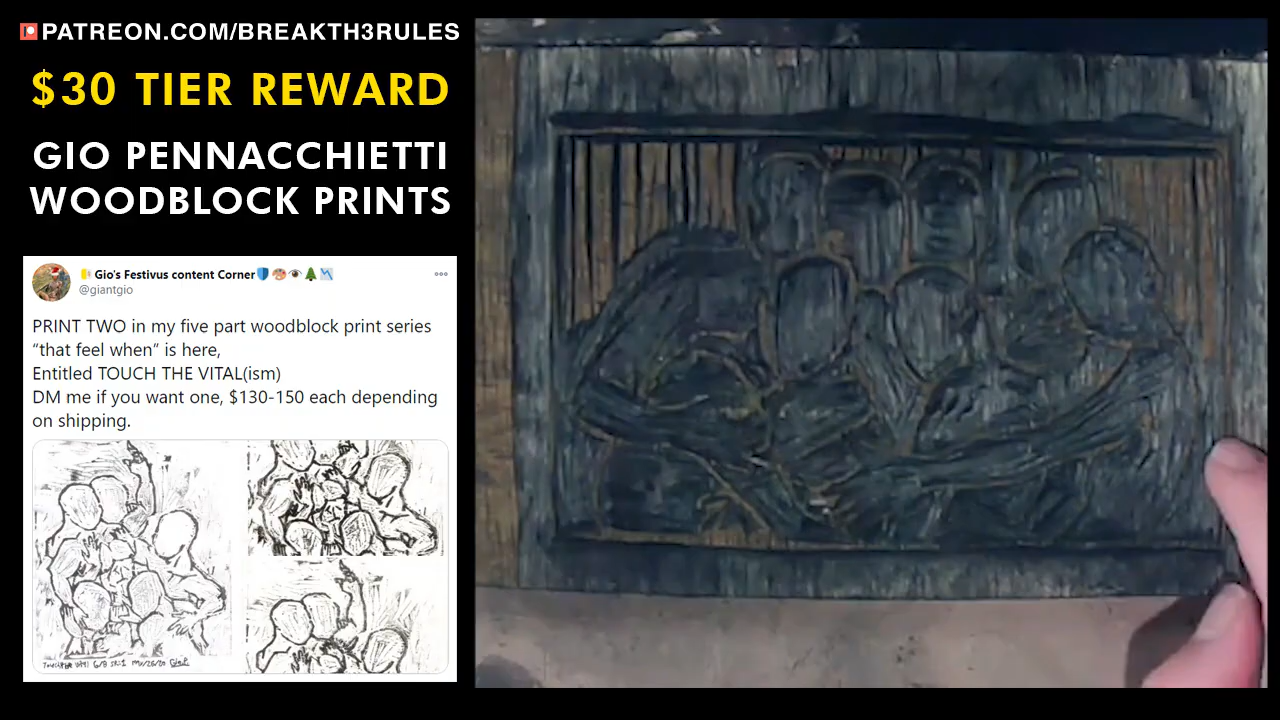 PATREON.COM/BREAKTH3RULES
$30 TIER REWARD
GIO PENNACCHIETTI
WOODBLOCK PRINTS
Gio's Festivus content Corner
@giantgio
PRINT TWO in my five part woodblock print series
“that feel when” is here,
Entitled TOUCH THE VITAL(ism)
DM me if you want one, $130-150 each depending
on shipping.